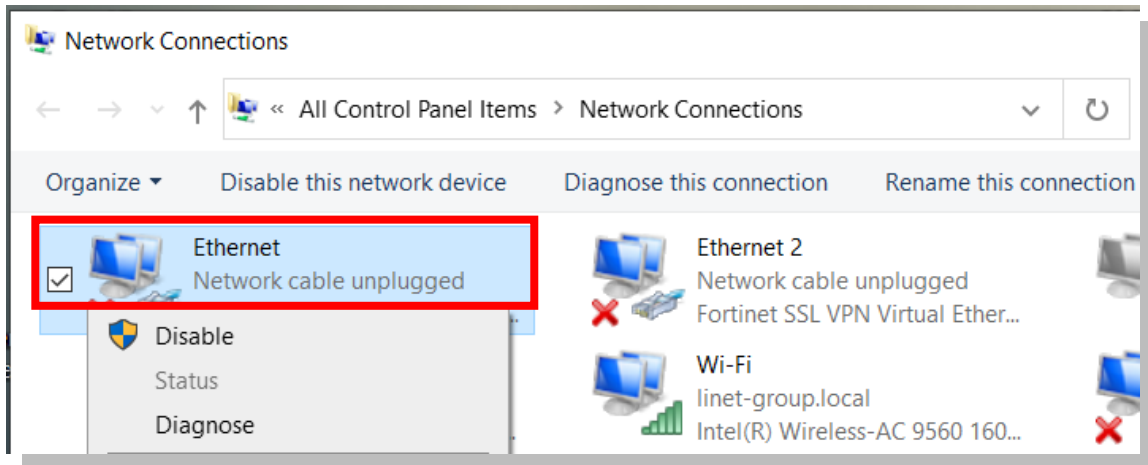 Network Connections
« All Control Panel Items > Network Connections
Organize Disable this network device Diagnose this connection Rename this connection
Ethernet
Network cable unplugged
Disable
Status
Diagnose
Ethernet 2
Network cable unplugged
Fortinet SSL VPN Virtual Ether...
Wi-Fi
linet-group.local
Intel(R) Wireless-AC 9560 160...